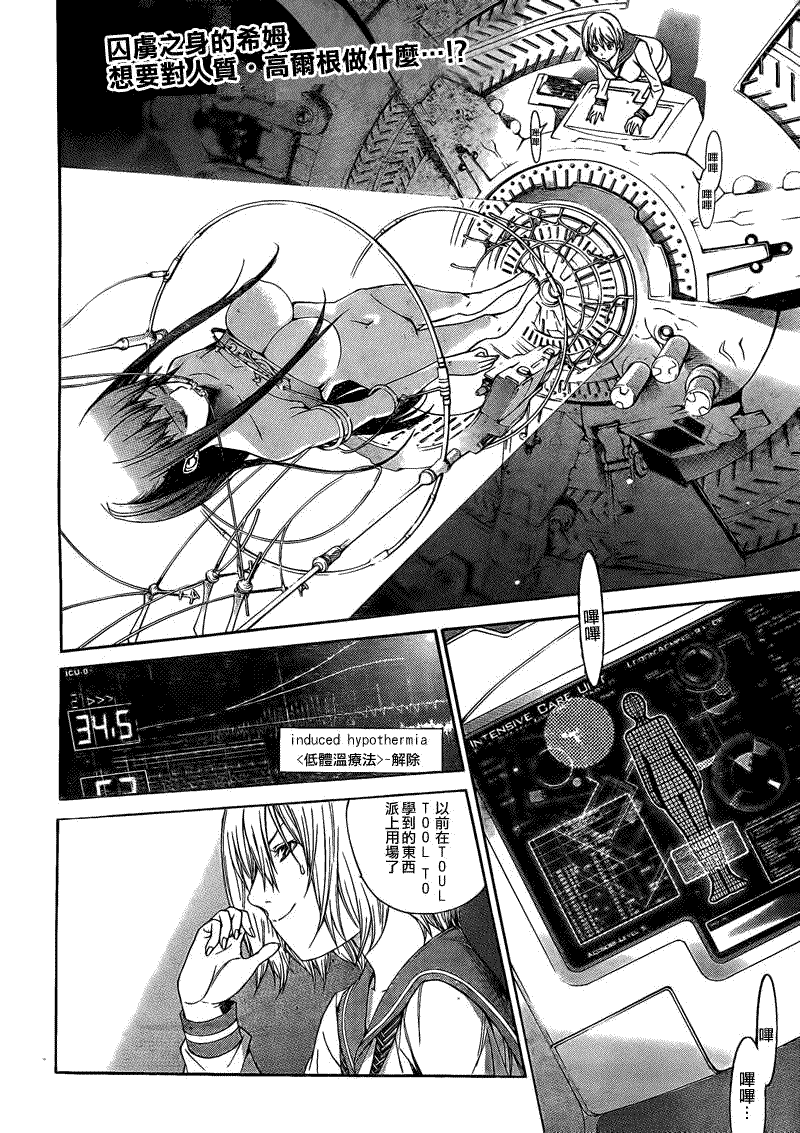 囚虜之身的希姆
想要對人質・高爾根做什麼…!?
嗶
嗶嗶
嗶嗶
嗶嗶
INTENSIVE CARE UNIT
ICU-0
34.5
induced hypothermia
<低體溫療法>-解除
以前在TOUL
TOOL TO
學到的東西
派上用場了
嗶
嗶嗶…